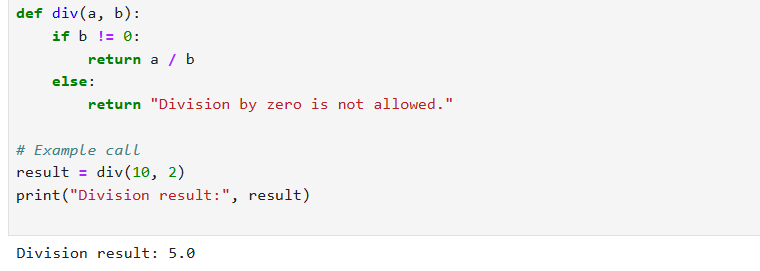 def div(a, b):
    if b != 0:
        return a / b
    else:
        return "Division by zero is not allowed."

# Example call
result = div(10, 2)
print("Division result:", result)

Division result: 5.0